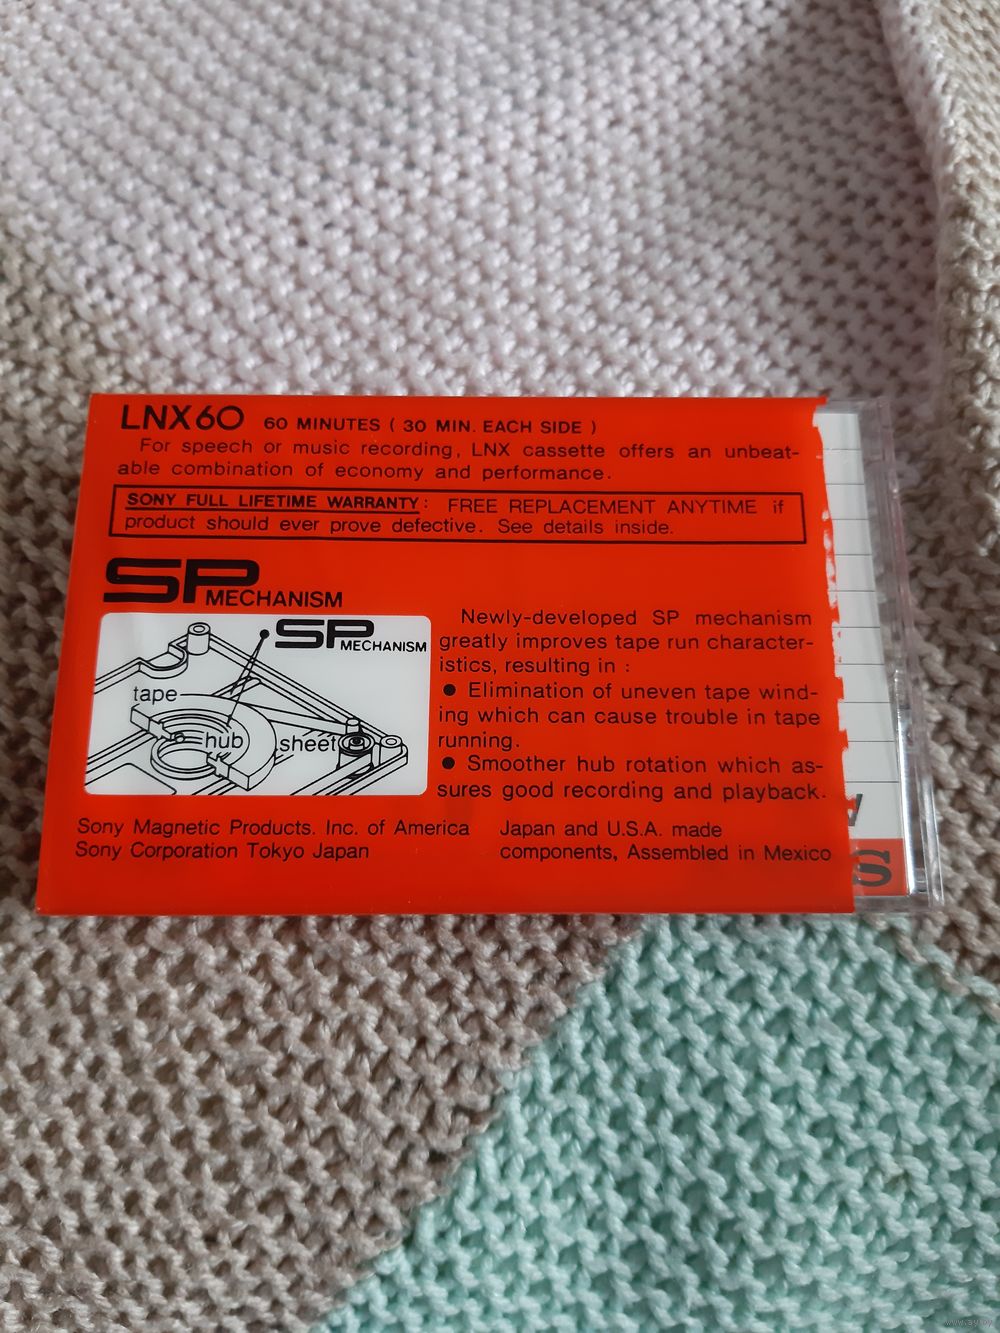 LNX60 60 MINUTES ( 30 MIN. EACH SIDE )
For speech or music recording, LNX cassette offers an unbeat-
able combination of economy and performance.
SONY FULL LIFETIME WARRANTY: FREE REPLACEMENT ANYTIME if
product should ever prove defective. See details inside.
SP MECHANISM
SP MECHANISM
tape
hub
sheet
Newly-developed SP mechanism
greatly improves tape run character-
istics, resulting in :
● Elimination of uneven tape wind-
ing which can cause trouble in tape
running.
● Smoother hub rotation which as-
sures good recording and playback.
Sony Magnetic Products. Inc. of America
Sony Corporation Tokyo Japan
Japan and U.S.A. made
components, Assembled in Mexico
S